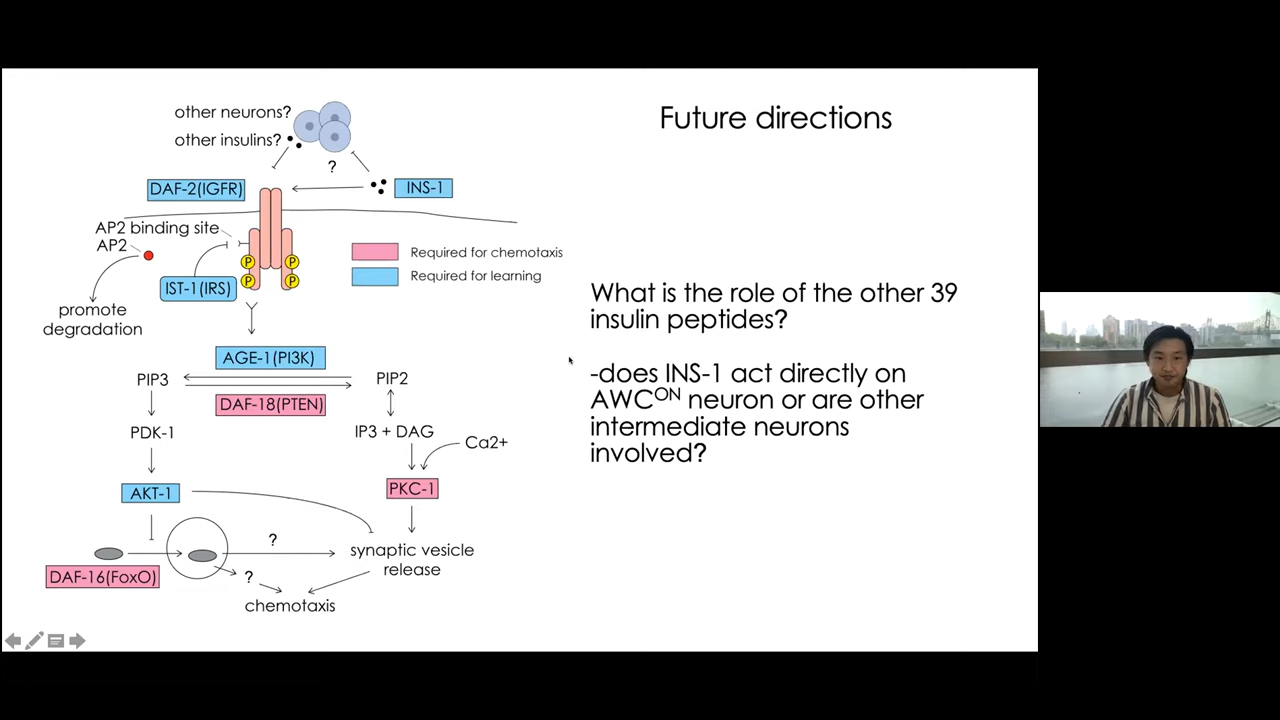 Future directions
other neurons?
other insulins?
?
DAF-2(IGFR)
INS-1
AP2 binding site
AP2
P
P
P
P
IST-1(IRS)
promote
degradation
Required for chemotaxis
Required for learning
AGE-1(PI3K)
PIP3
PIP2
DAF-18(PTEN)
PDK-1
IP3 + DAG
Ca2+
AKT-1
PKC-1
?
synaptic vesicle
release
DAF-16(FoxO)
?
chemotaxis
What is the role of the other 39
insulin peptides?
-does INS-1 act directly on
AWCᴼᴺ neuron or are other
intermediate neurons
involved?